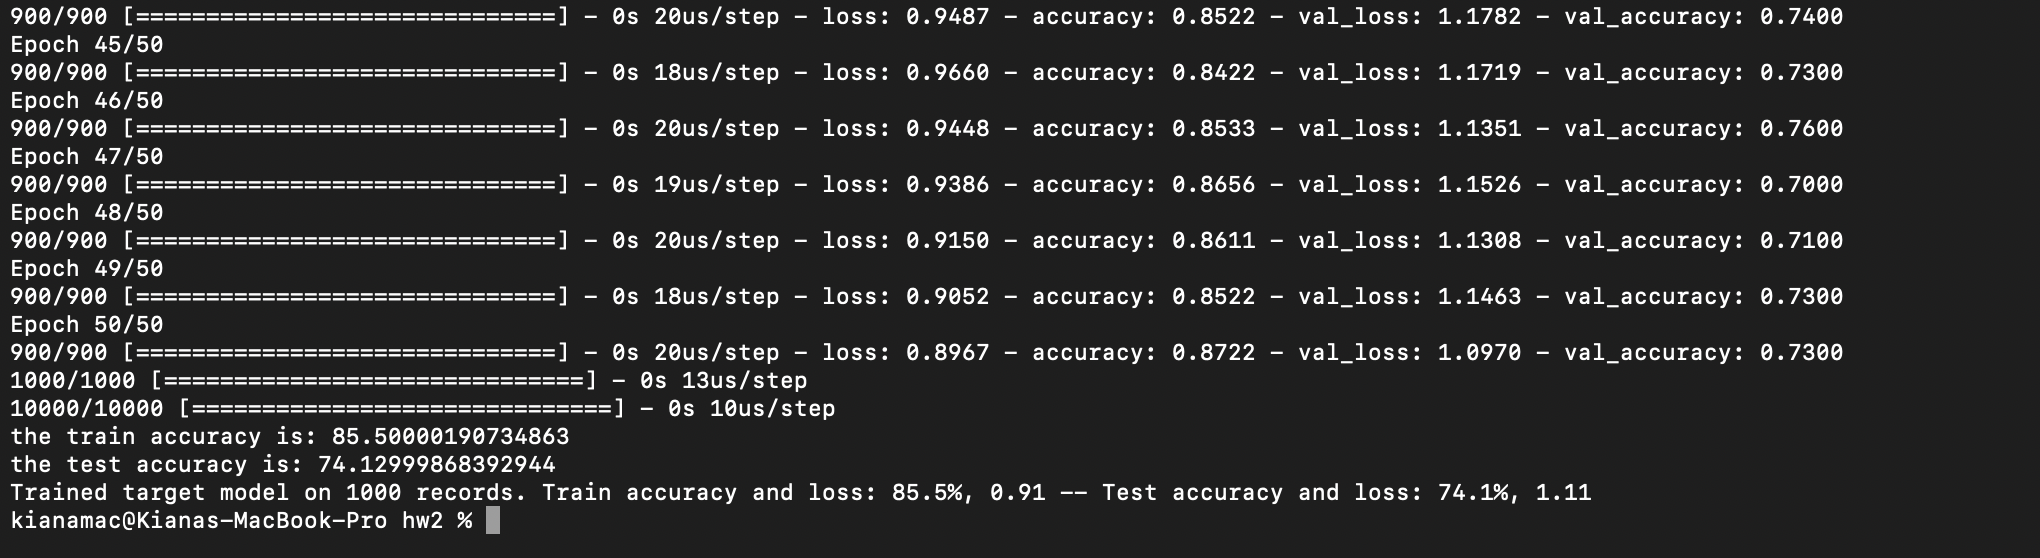 900/900 [==============================] - 0s 20us/step - loss: 0.9487 - accuracy: 0.8522 - val_loss: 1.1782 - val_accuracy: 0.7400
Epoch 45/50
900/900 [==============================] - 0s 18us/step - loss: 0.9660 - accuracy: 0.8422 - val_loss: 1.1719 - val_accuracy: 0.7300
Epoch 46/50
900/900 [==============================] - 0s 20us/step - loss: 0.9448 - accuracy: 0.8533 - val_loss: 1.1351 - val_accuracy: 0.7600
Epoch 47/50
900/900 [==============================] - 0s 19us/step - loss: 0.9386 - accuracy: 0.8656 - val_loss: 1.1526 - val_accuracy: 0.7000
Epoch 48/50
900/900 [==============================] - 0s 20us/step - loss: 0.9150 - accuracy: 0.8611 - val_loss: 1.1308 - val_accuracy: 0.7100
Epoch 49/50
900/900 [==============================] - 0s 18us/step - loss: 0.9052 - accuracy: 0.8522 - val_loss: 1.1463 - val_accuracy: 0.7300
Epoch 50/50
900/900 [==============================] - 0s 20us/step - loss: 0.8967 - accuracy: 0.8722 - val_loss: 1.0970 - val_accuracy: 0.7300
1000/1000 [==============================] - 0s 13us/step
10000/10000 [==============================] - 0s 10us/step
the train accuracy is: 85.50000190734863
the test accuracy is: 74.12999868392944
Trained target model on 1000 records. Train accuracy and loss: 85.5%, 0.91 -- Test accuracy and loss: 74.1%, 1.11
kianamac@Kianas-MacBook-Pro hw2 %